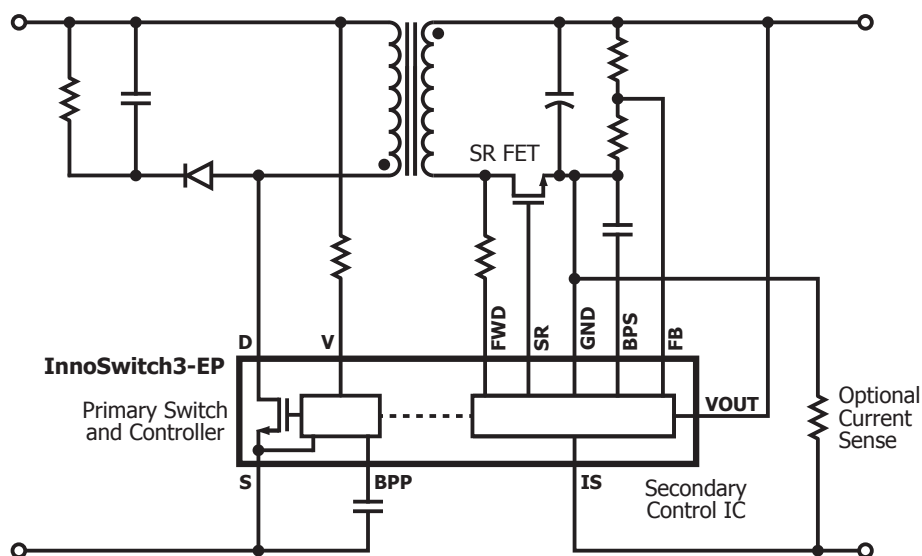 SR FET
D
V
FWD
SR
GND
BPS
FB
InnoSwitch3-EP
Primary Switch
and Controller
VOUT
Optional
Current
Sense
S
BPP
IS
Secondary
Control IC